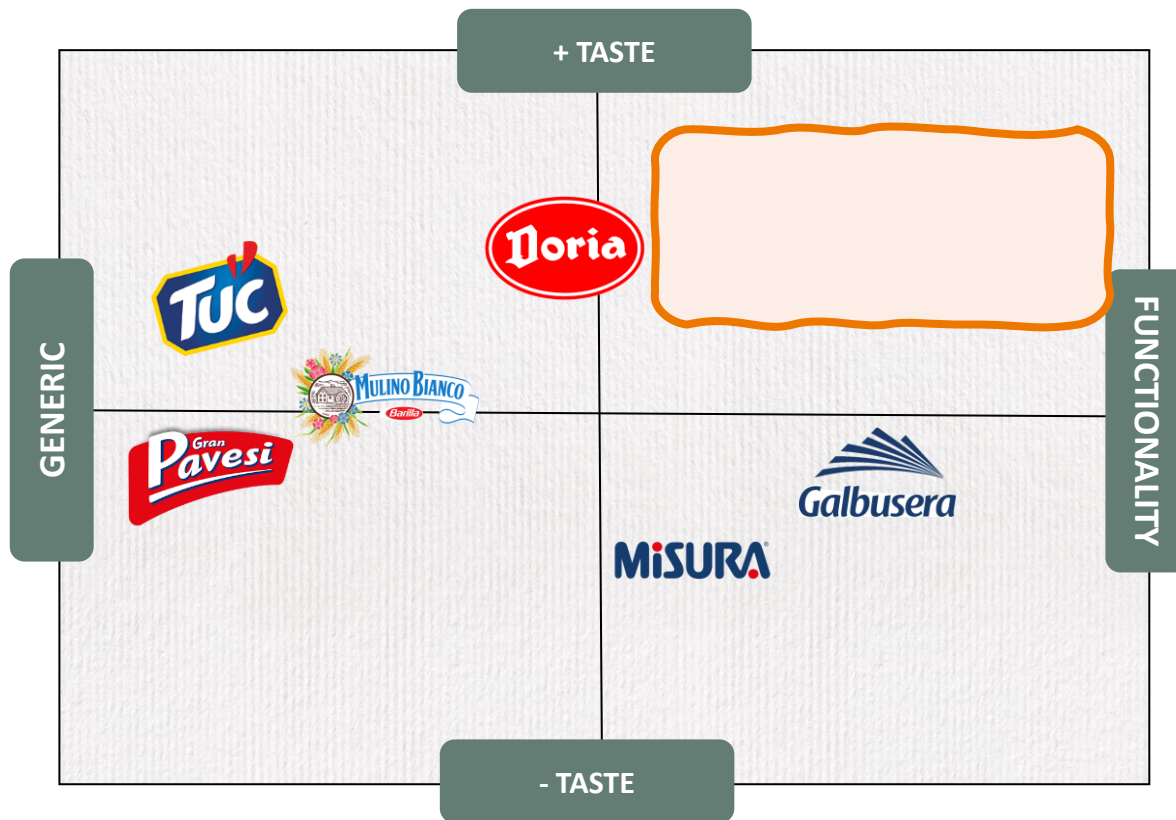 + TASTE
Doria
TUC
GENERIC
FUNCTIONALITY
MULINO BIANCO
Barilla
Gran
Pavesi
Galbusera
MiSURA
- TASTE